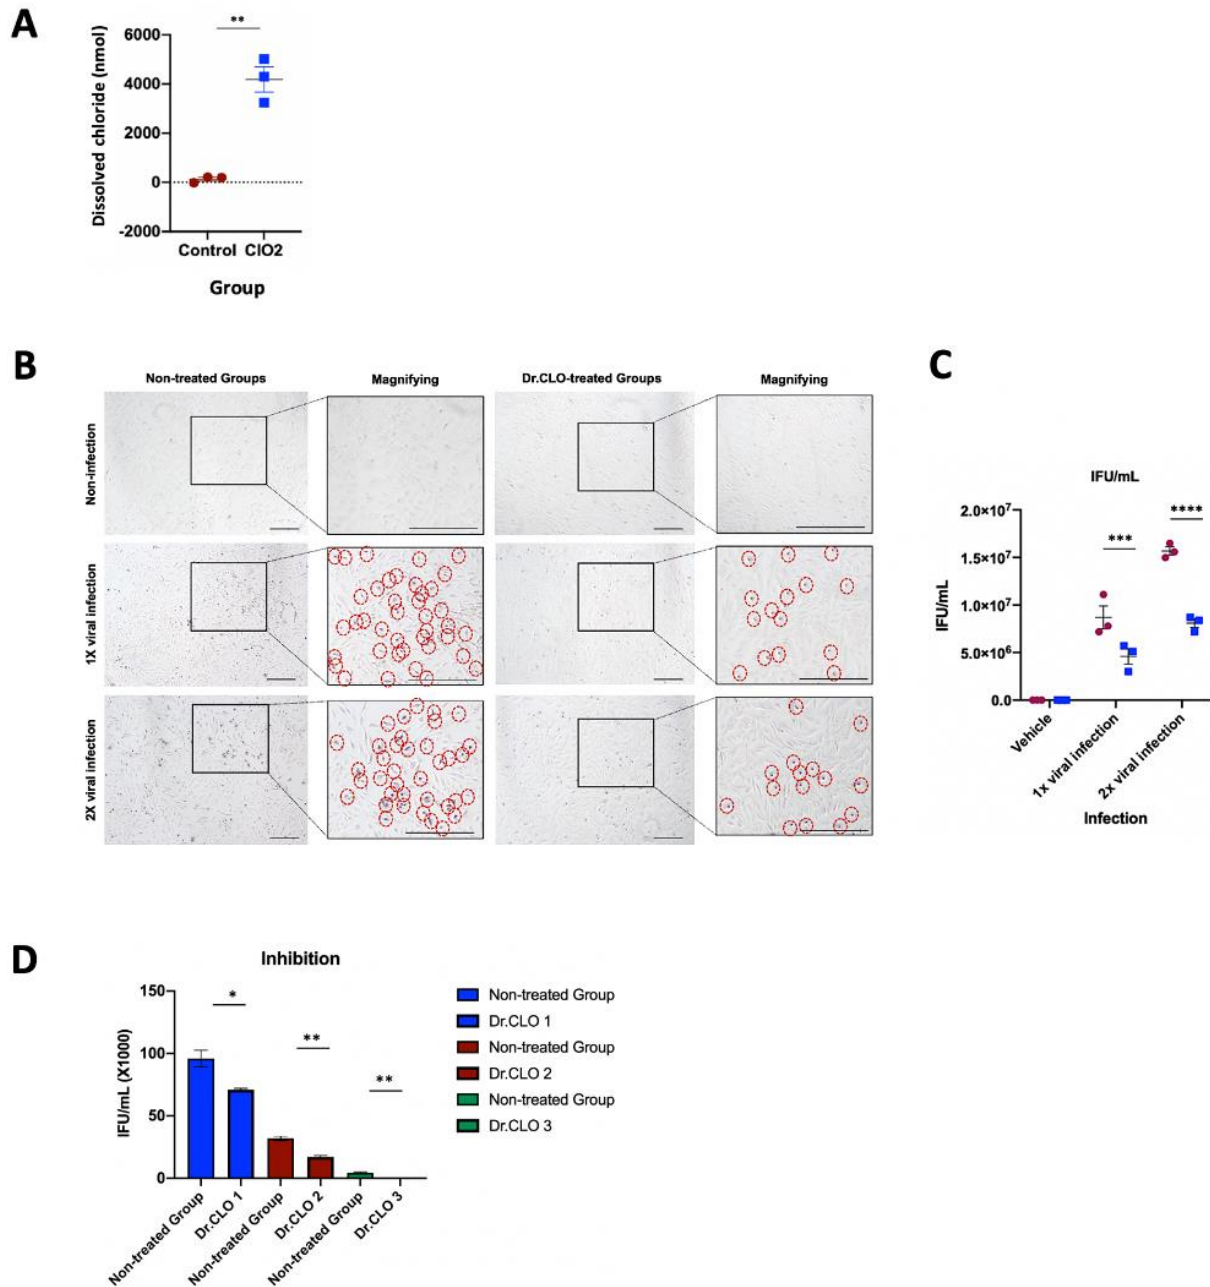 A
**
6000
4000
2000
0
-2000
Dissolved chloride (nmol)
Control ClO2
Group
B
Non-treated Groups
Magnifying
Dr.CLO-treated Groups
Magnifying
Non-infection
1X viral infection
2X viral infection
C
IFU/mL
2.0×10⁷
1.5×10⁷
1.0×10⁷
5.0×10⁶
0.0
IFU/mL
***
****
Vehicle
1x viral infection
2x viral infection
Infection
D
Inhibition
150
100
50
0
IFU/mL (X1000)
*
**
**
Non-treated Group
Dr.CLO 1
Non-treated Group
Dr.CLO 2
Non-treated Group
Dr.CLO 3
Non-treated Group
Dr.CLO 1
Non-treated Group
Dr.CLO 2
Non-treated Group
Dr.CLO 3